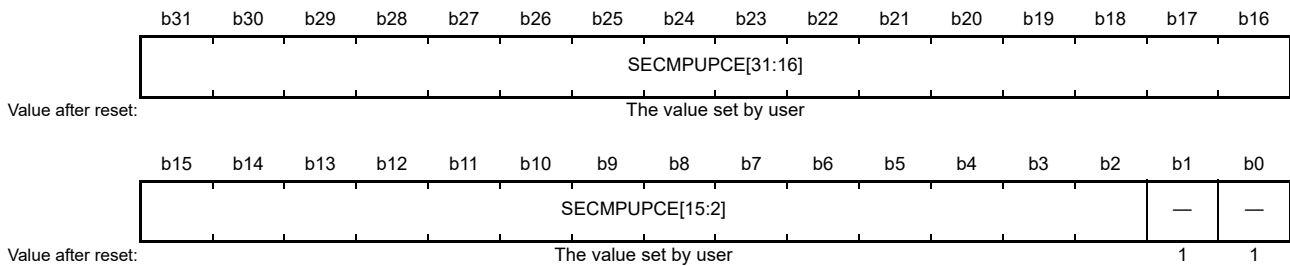 b31 b30 b29 b28 b27 b26 b25 b24 b23 b22 b21 b20 b19 b18 b17 b16
SECMPUPCE[31:16]
Value after reset: The value set by user
b15 b14 b13 b12 b11 b10 b9 b8 b7 b6 b5 b4 b3 b2 b1 b0
SECMPUPCE[15:2] — —
Value after reset: The value set by user 1 1